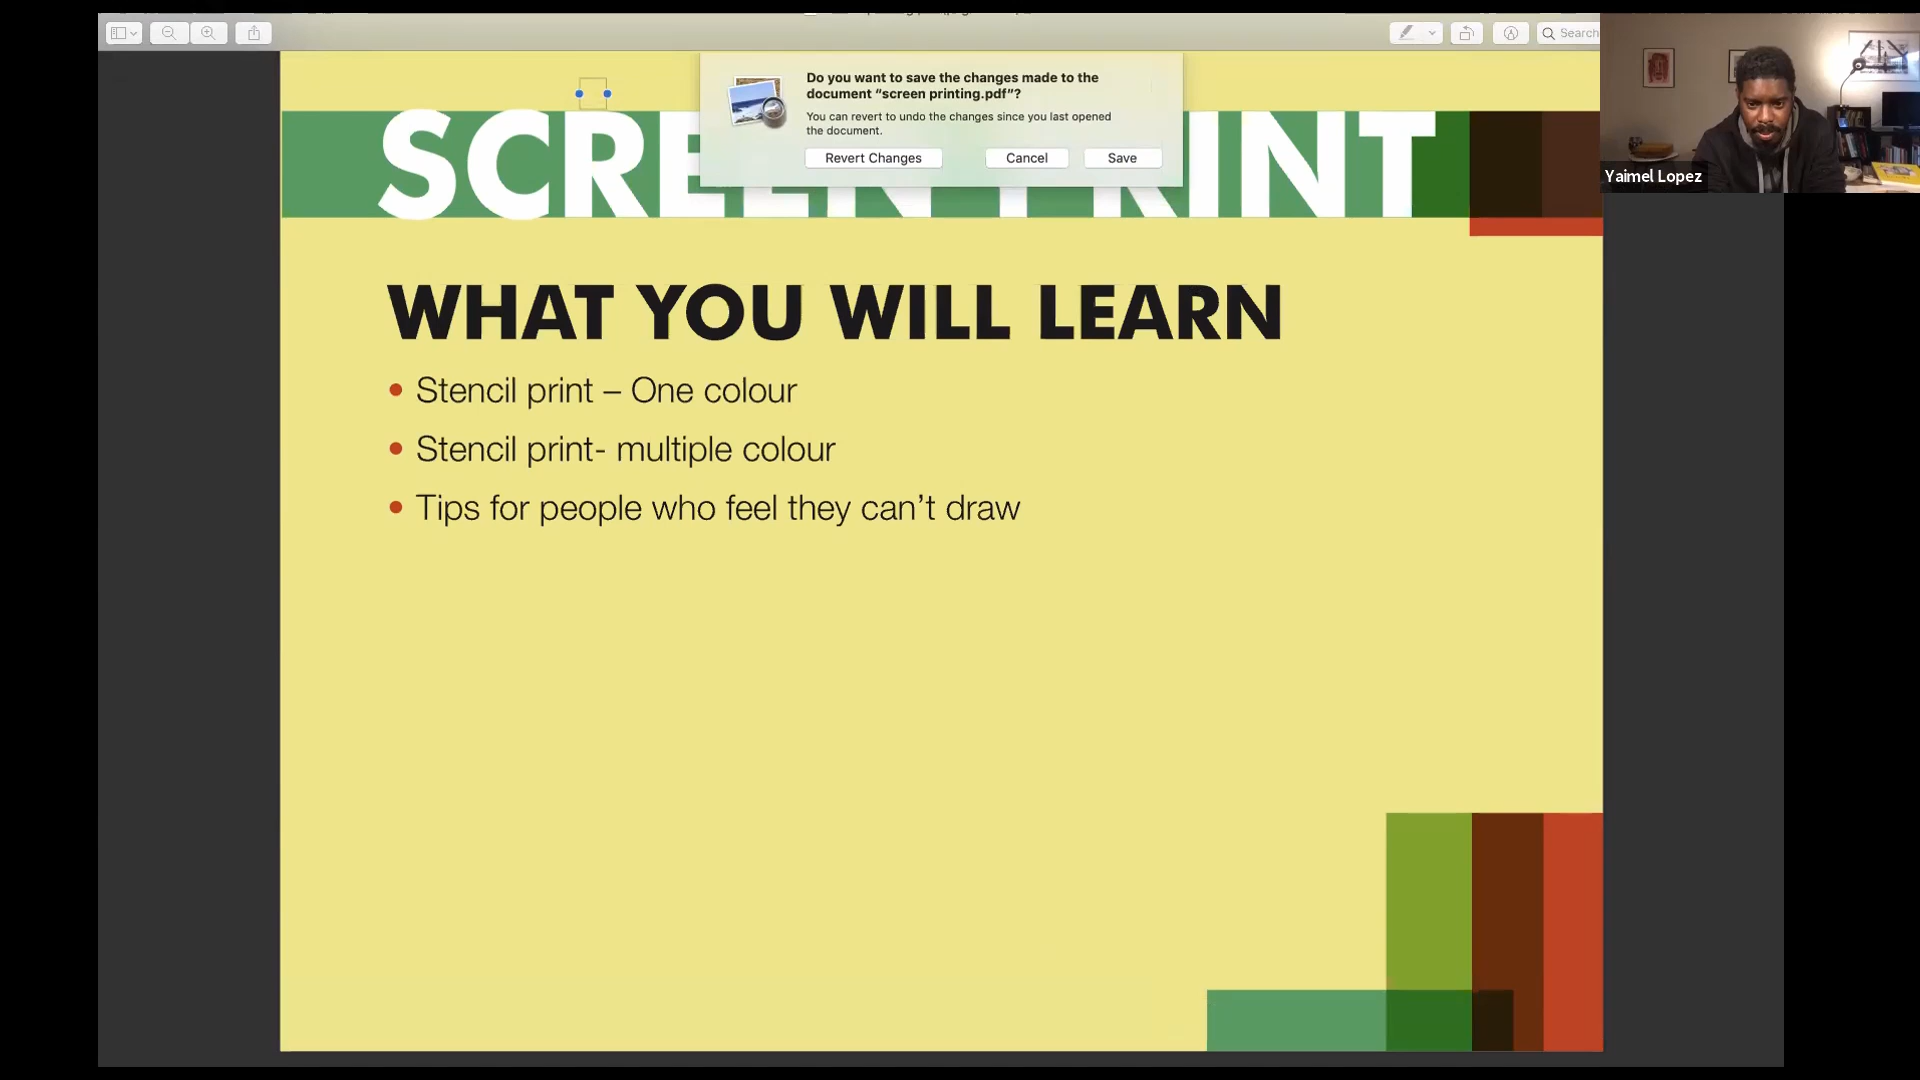 Search
Do you want to save the changes made to the
document “screen printing.pdf”?
You can revert to undo the changes since you last opened
the document.
Revert Changes
Cancel
Save
Yaimel Lopez
SCREEN PRINT
WHAT YOU WILL LEARN
• Stencil print – One colour
• Stencil print- multiple colour
• Tips for people who feel they can’t draw